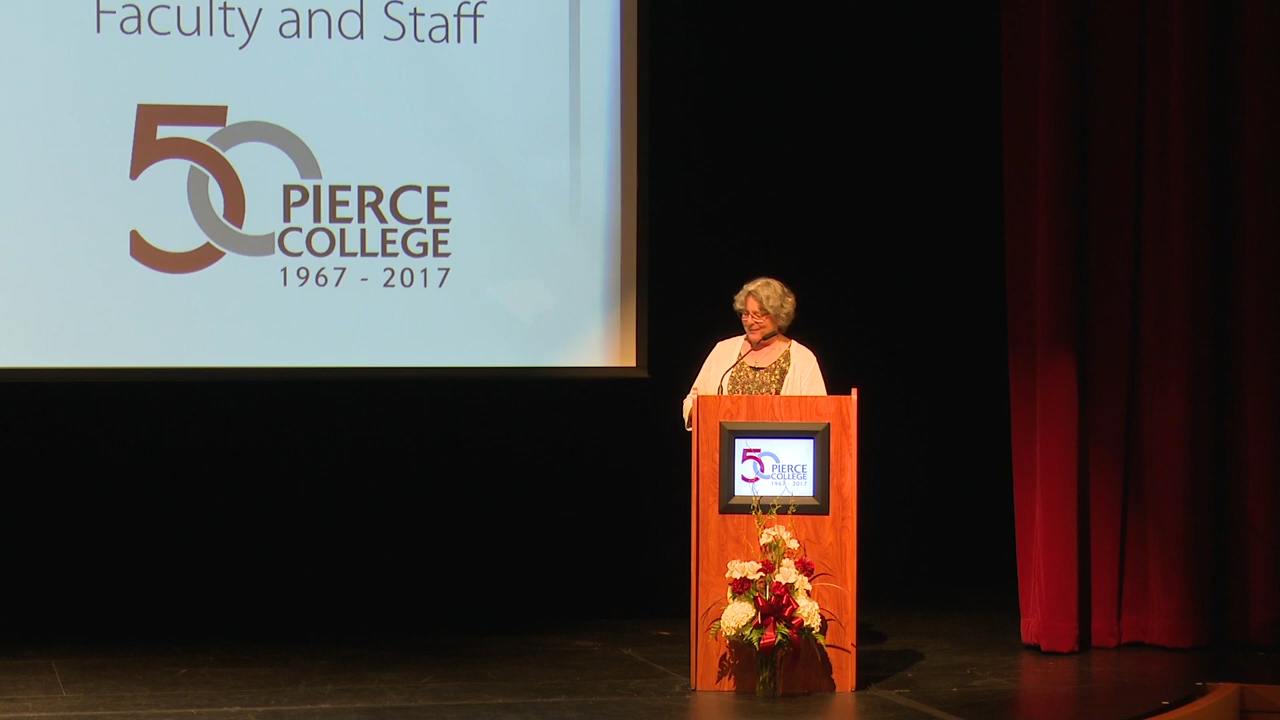 Faculty and Staff
50
PIERCE
COLLEGE
1967 - 2017
50
PIERCE
COLLEGE
1967 - 2017